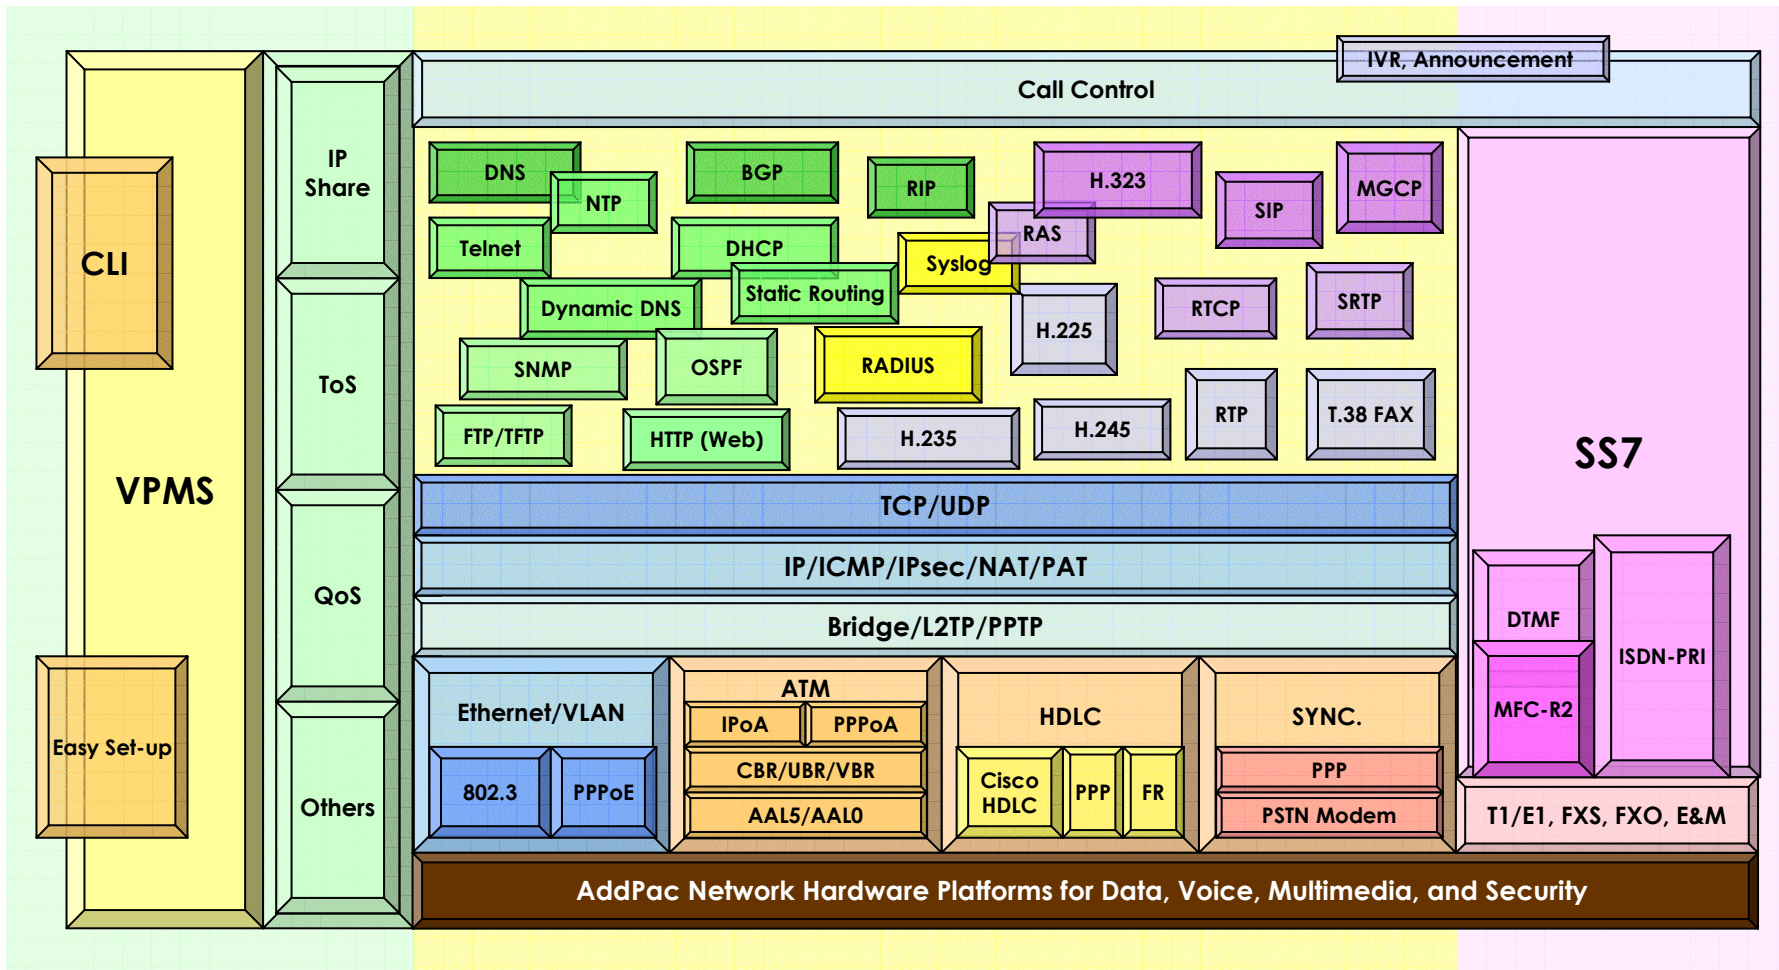 IVR, Announcement
Call Control
IP
Share
ToS
QoS
Others
CLI
VPMS
Easy Set-up
DNS
NTP
BGP
RIP
H.323
SIP
MGCP
Telnet
DHCP
Syslog
RAS
Dynamic DNS
Static Routing
H.225
RTCP
SRTP
SNMP
OSPF
RADIUS
FTP/TFTP
HTTP (Web)
H.235
H.245
RTP
T.38 FAX
SS7
TCP/UDP
IP/ICMP/IPsec/NAT/PAT
Bridge/L2TP/PPTP
DTMF
ISDN-PRI
MFC-R2
Ethernet/VLAN
802.3
PPPoE
ATM
IPoA
PPPoA
CBR/UBR/VBR
AAL5/AAL0
HDLC
Cisco
HDLC
PPP
FR
SYNC.
PPP
PSTN Modem
T1/E1, FXS, FXO, E&M
AddPac Network Hardware Platforms for Data, Voice, Multimedia, and Security